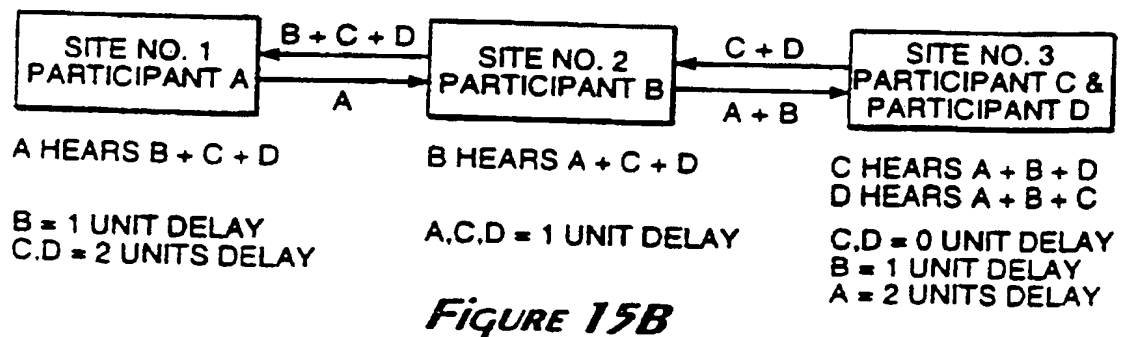 SITE NO. 1
PARTICIPANT A
B + C + D
A
SITE NO. 2
PARTICIPANT B
C + D
A + B
SITE NO. 3
PARTICIPANT C &
PARTICIPANT D
A HEARS B + C + D
B = 1 UNIT DELAY
C,D = 2 UNITS DELAY
B HEARS A + C + D
A,C,D = 1 UNIT DELAY
C HEARS A + B + D
D HEARS A + B + C
C,D = 0 UNIT DELAY
B = 1 UNIT DELAY
A = 2 UNITS DELAY
FIGURE 15B